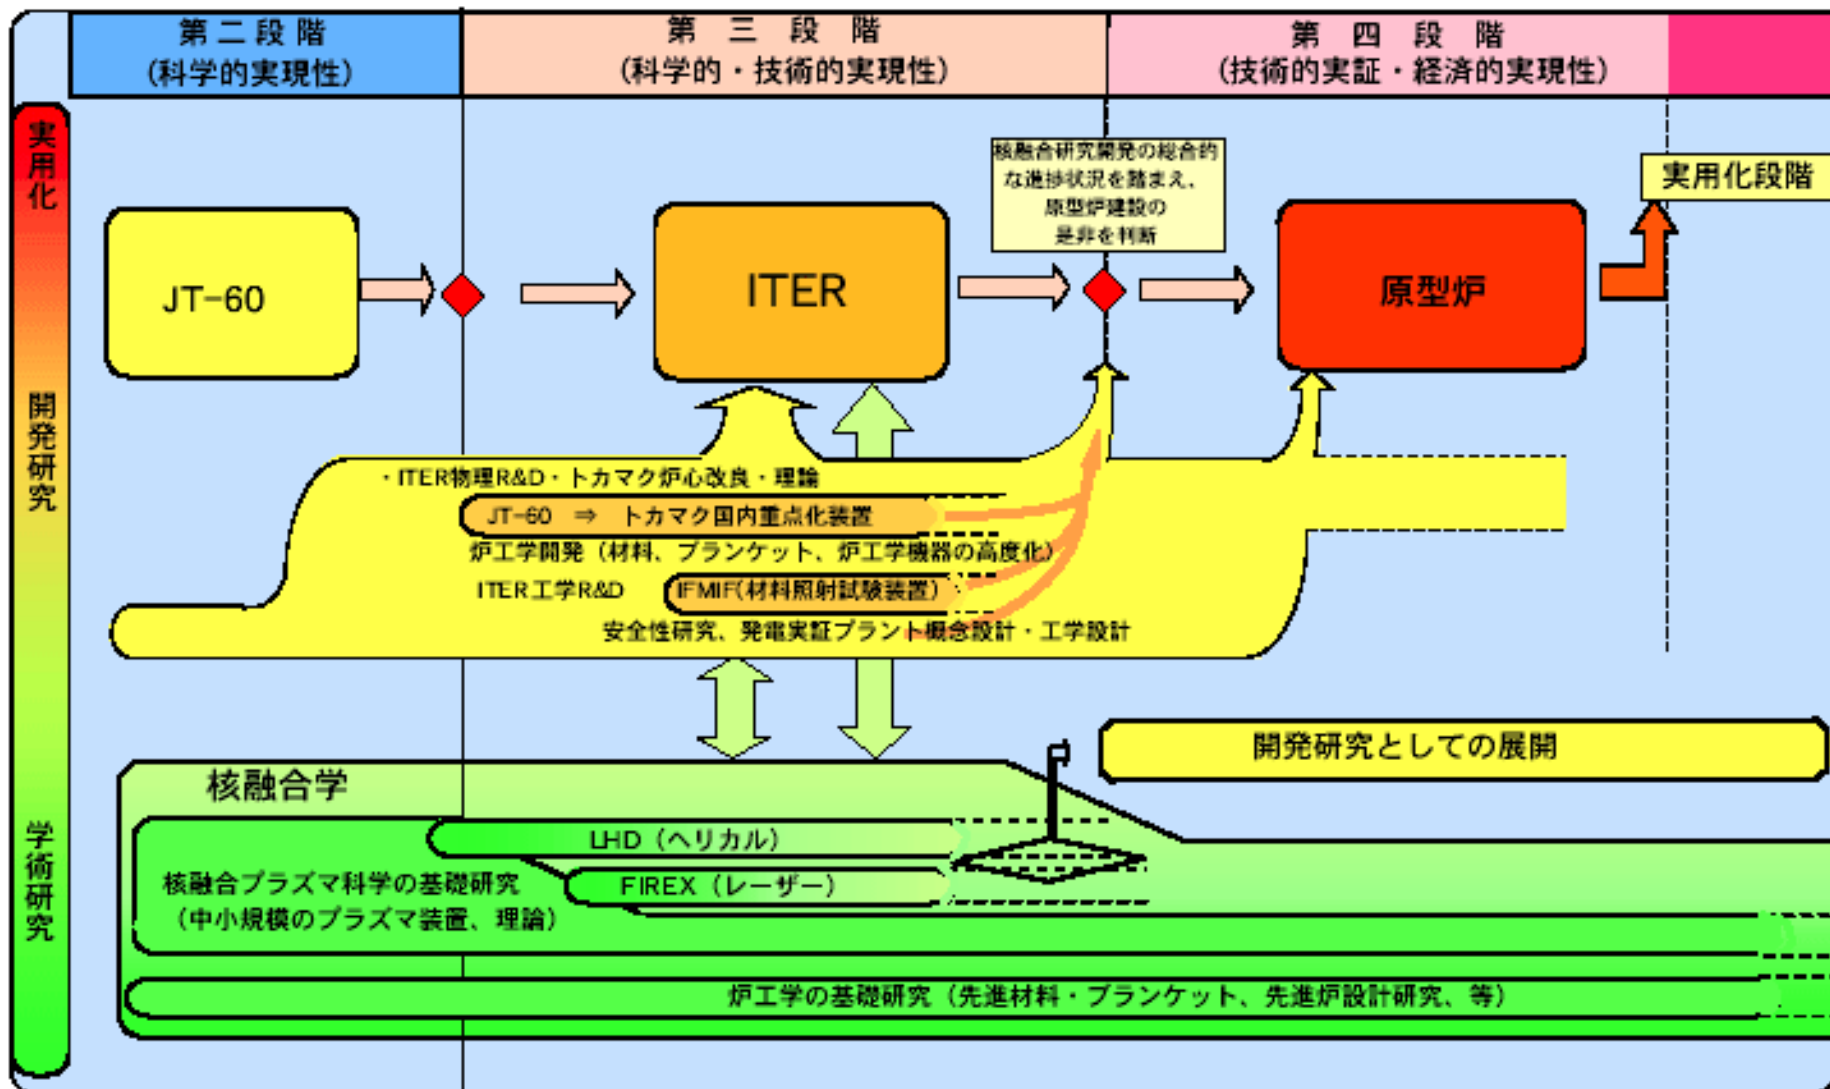 第二段階
(科学的実現性)
第三段階
(科学的・技術的実現性)
第四段階
(技術的実証・経済的実現性)
実用化
開発研究
学術研究
核融合研究開発の総合的
な進捗状況を踏まえ、
原型炉建設の
是非を判断
実用化段階
JT-60
ITER
原型炉
・ITER物理R&D・トカマク炉心改良・理論
JT-60 ⇒ トカマク国内重点化装置
炉工学開発（材料、ブランケット、炉工学機器の高度化）
ITER工学R&D
IFMIF(材料照射試験装置)
安全性研究、発電実証プラント概念設計・工学設計
開発研究としての展開
核融合学
LHD（ヘリカル）
核融合プラズマ科学の基礎研究
（中小規模のプラズマ装置、理論）
FIREX（レーザー）
炉工学の基礎研究（先進材料・ブランケット、先進炉設計研究、等）